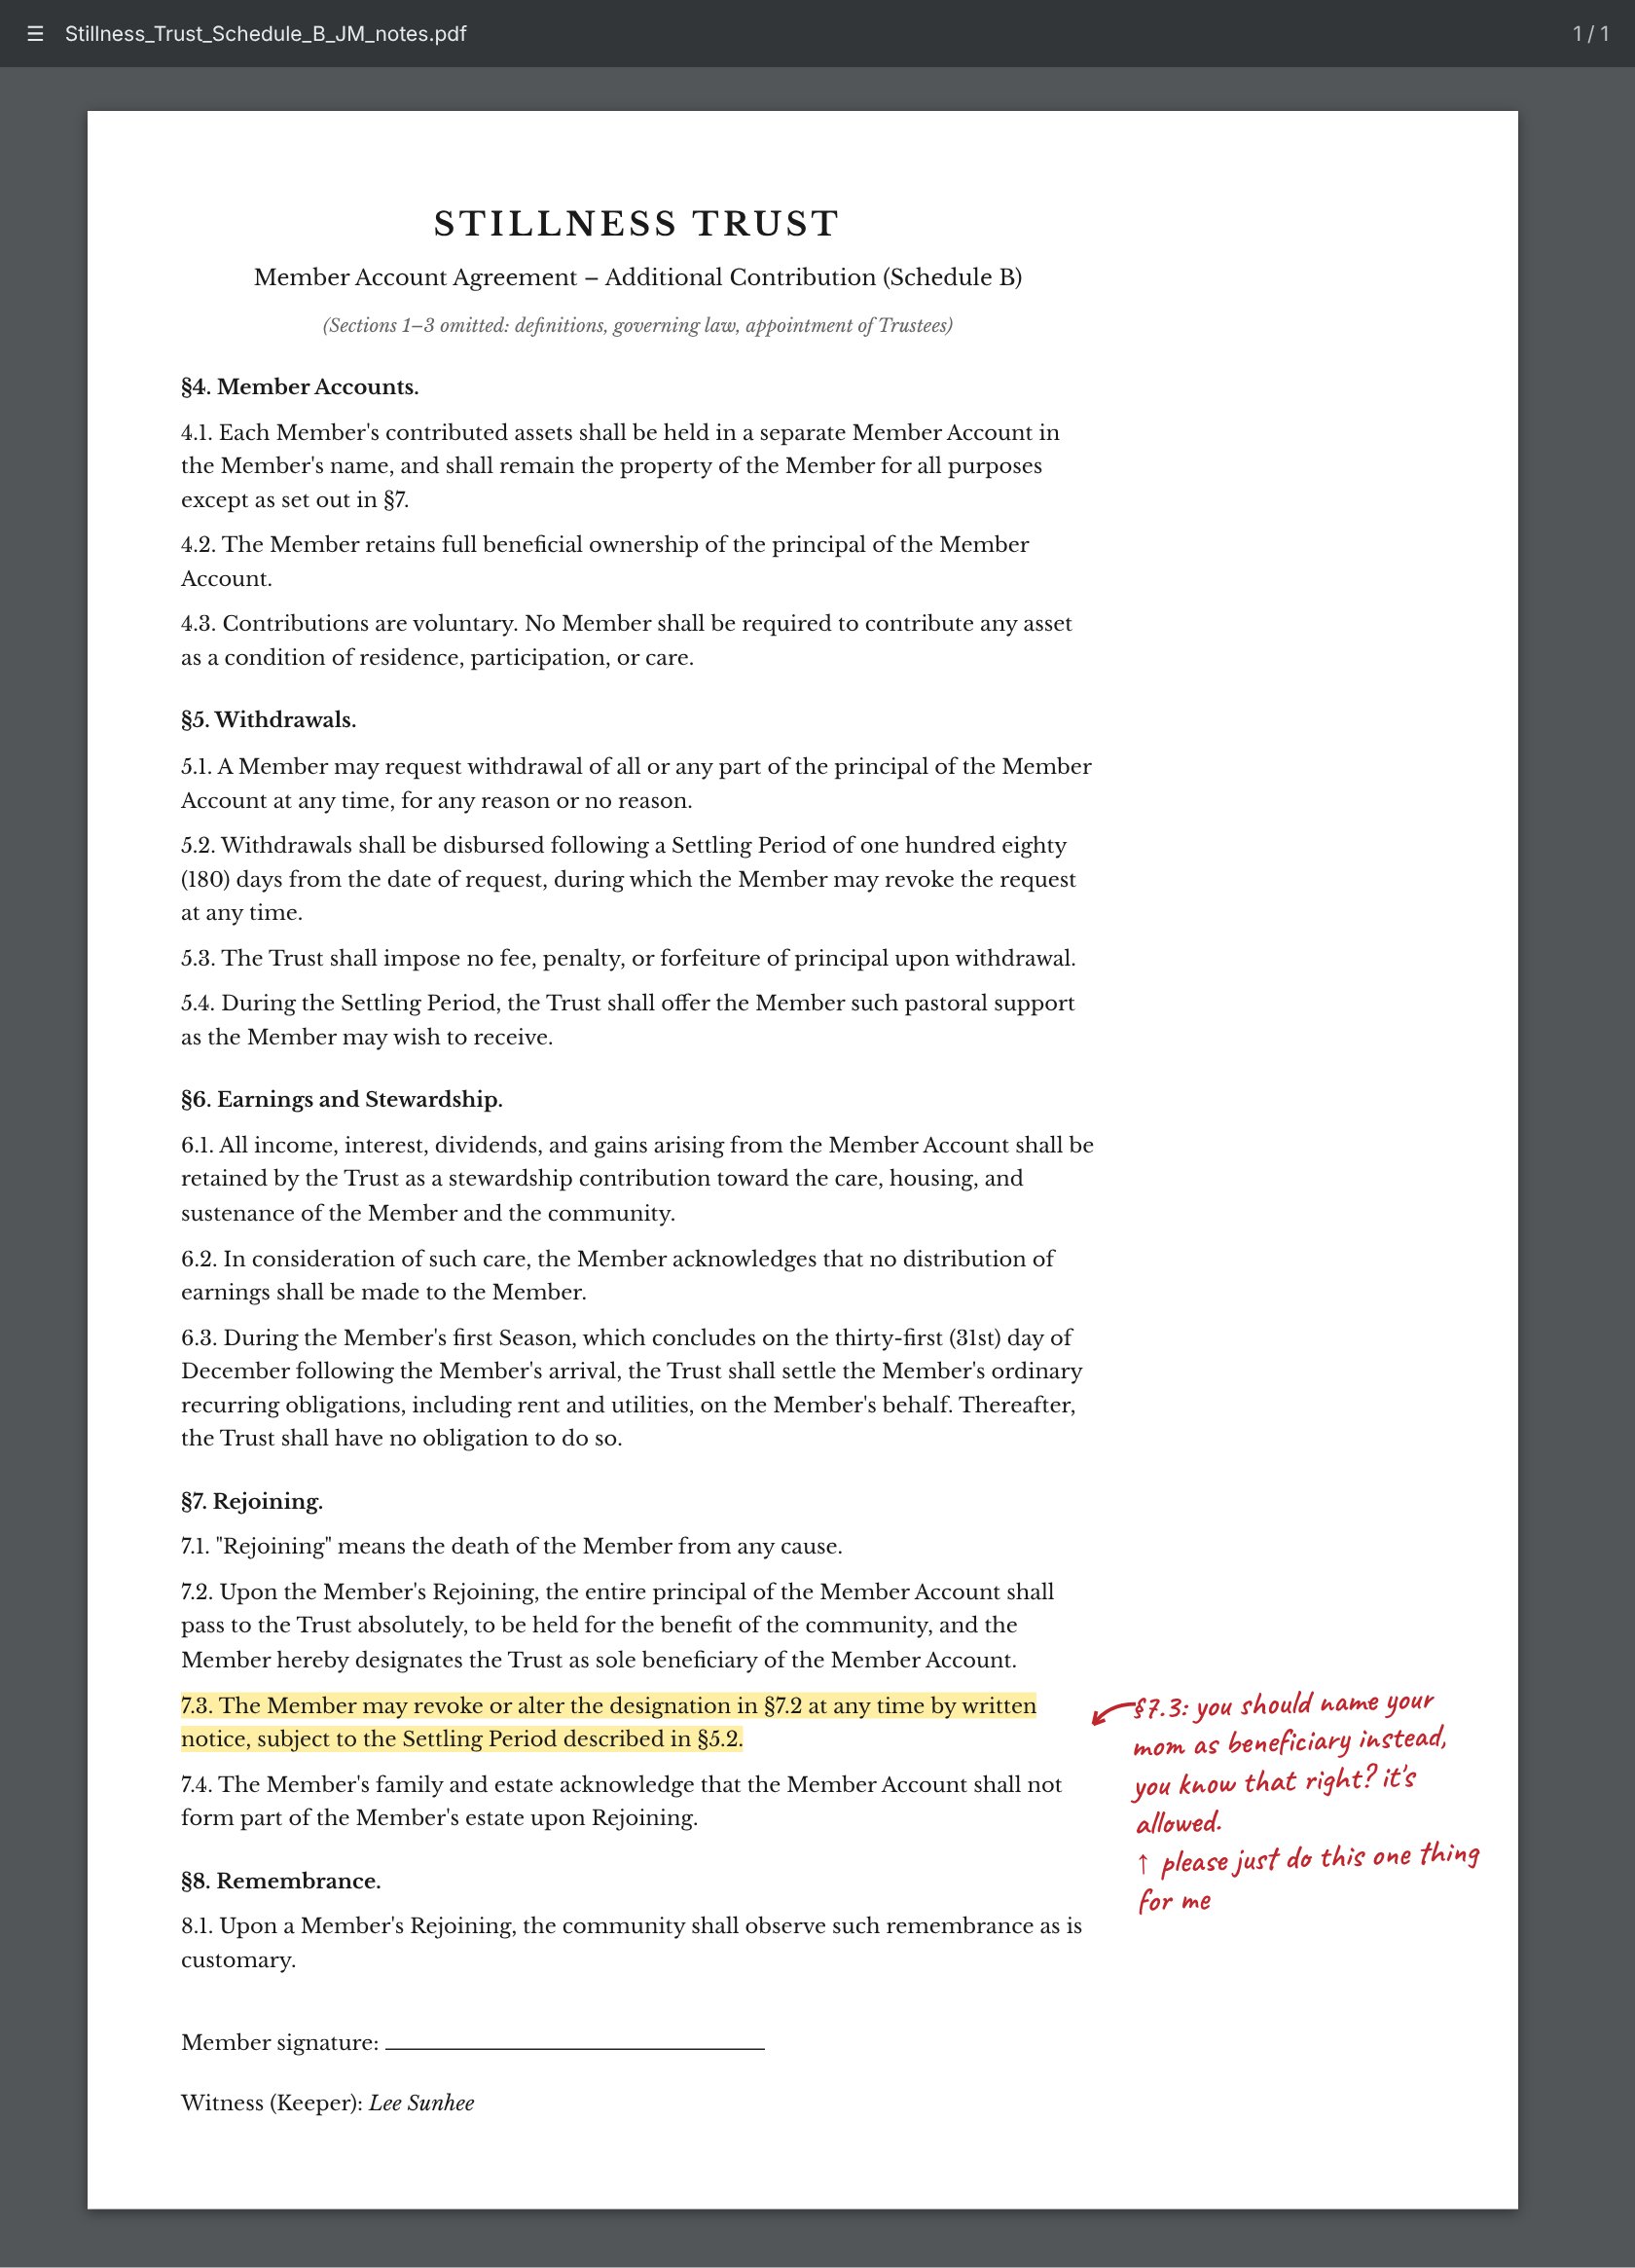 ☰ Stillness_Trust_Schedule_B_JM_notes.pdf
1 / 1
STILLNESS TRUST
Member Account Agreement – Additional Contribution (Schedule B)
(Sections 1–3 omitted: definitions, governing law, appointment of Trustees)
§4. Member Accounts.
4.1. Each Member's contributed assets shall be held in a separate Member Account in
the Member's name, and shall remain the property of the Member for all purposes
except as set out in §7.
4.2. The Member retains full beneficial ownership of the principal of the Member
Account.
4.3. Contributions are voluntary. No Member shall be required to contribute any asset
as a condition of residence, participation, or care.
§5. Withdrawals.
5.1. A Member may request withdrawal of all or any part of the principal of the Member
Account at any time, for any reason or no reason.
5.2. Withdrawals shall be disbursed following a Settling Period of one hundred eighty
(180) days from the date of request, during which the Member may revoke the request
at any time.
5.3. The Trust shall impose no fee, penalty, or forfeiture of principal upon withdrawal.
5.4. During the Settling Period, the Trust shall offer the Member such pastoral support
as the Member may wish to receive.
§6. Earnings and Stewardship.
6.1. All income, interest, dividends, and gains arising from the Member Account shall be
retained by the Trust as a stewardship contribution toward the care, housing, and
sustenance of the Member and the community.
6.2. In consideration of such care, the Member acknowledges that no distribution of
earnings shall be made to the Member.
6.3. During the Member's first Season, which concludes on the thirty-first (31st) day of
December following the Member's arrival, the Trust shall settle the Member's ordinary
recurring obligations, including rent and utilities, on the Member's behalf. Thereafter,
the Trust shall have no obligation to do so.
§7. Rejoining.
7.1. "Rejoining" means the death of the Member from any cause.
7.2. Upon the Member's Rejoining, the entire principal of the Member Account shall
pass to the Trust absolutely, to be held for the benefit of the community, and the
Member hereby designates the Trust as sole beneficiary of the Member Account.
7.3. The Member may revoke or alter the designation in §7.2 at any time by written
notice, subject to the Settling Period described in §5.2.
§7.3: you should name your
mom as beneficiary instead,
you know that right? it's
allowed.
↑ please just do this one thing
for me
7.4. The Member's family and estate acknowledge that the Member Account shall not
form part of the Member's estate upon Rejoining.
§8. Remembrance.
8.1. Upon a Member's Rejoining, the community shall observe such remembrance as is
customary.
Member signature:
Witness (Keeper): Lee Sunhee